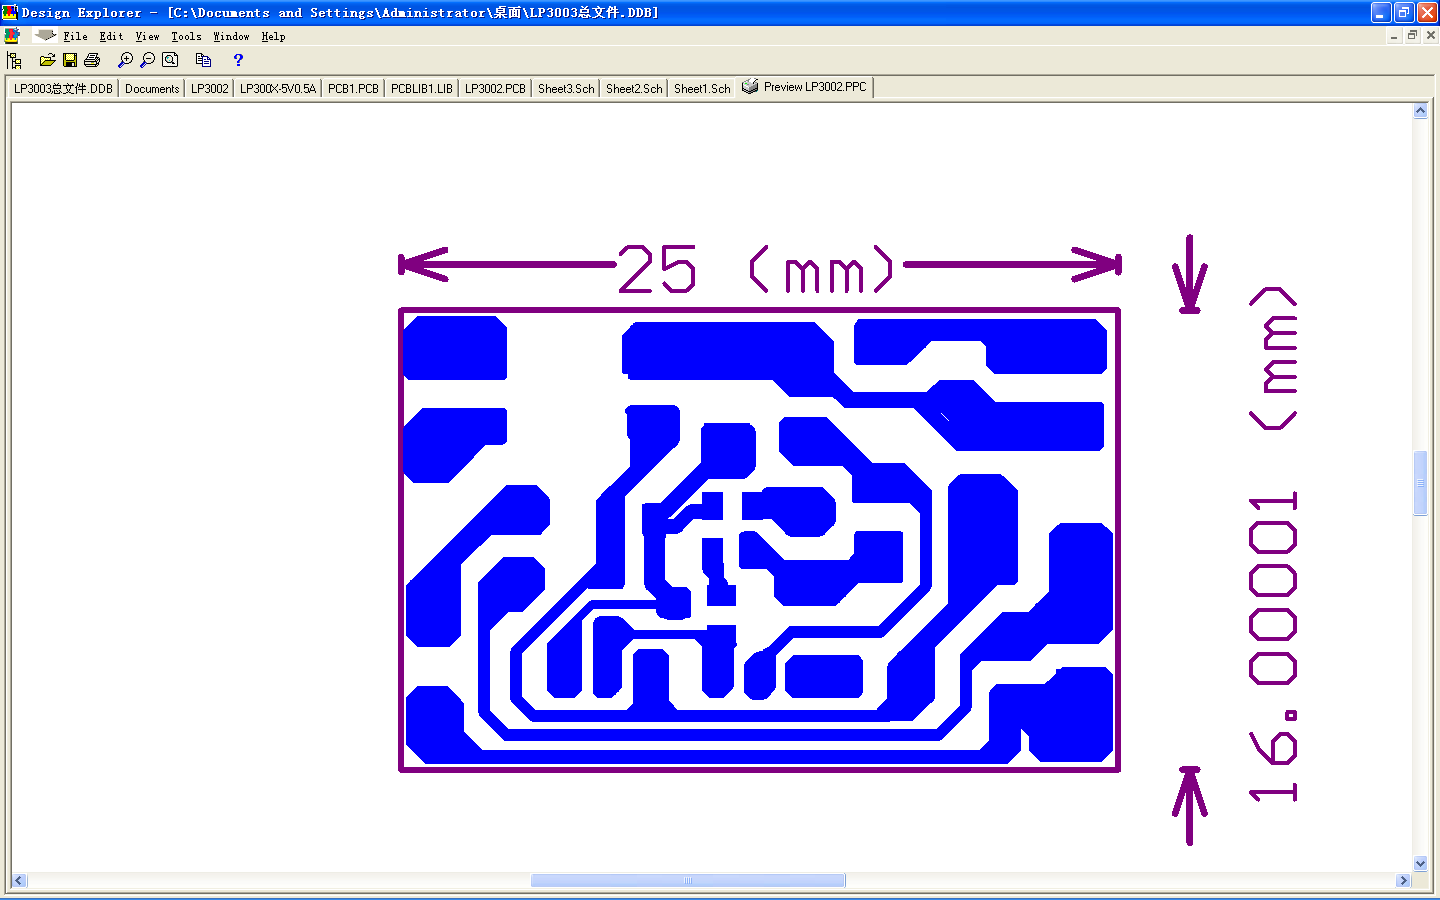 Design Explorer - [C:\Documents and Settings\Administrator\桌面\LP3003总文件.DDB]
File Edit View Tools Window Help
?
LP3003总文件.DDB Documents LP3002 LP300X-5V0.5A PCB1.PCB PCBLIB1.LIB LP3002.PCB Sheet3.Sch Sheet2.Sch Sheet1.Sch Preview LP3002.PPC
25 (mm)
16.00001 (mm)